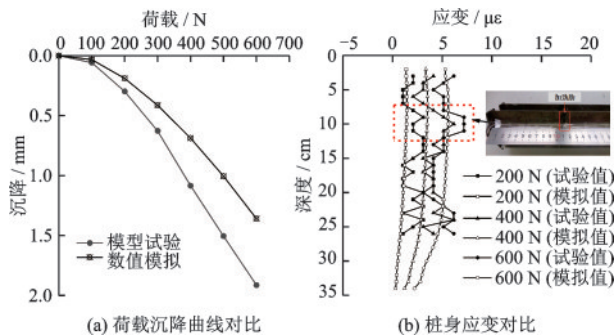 荷载 / N
0 100 200 300 400 500 600 700
0.0
0.5
1.0
1.5
2.0
沉降 / mm
模型试验
数值模拟
(a) 荷载沉降曲线对比
应变 / με
−5 0 5 10 15 20
0
5
10
15
20
25
30
35
深度 / cm
200 N (试验值)
200 N (模拟值)
400 N (试验值)
400 N (模拟值)
600 N (试验值)
600 N (模拟值)
(b) 桩身应变对比